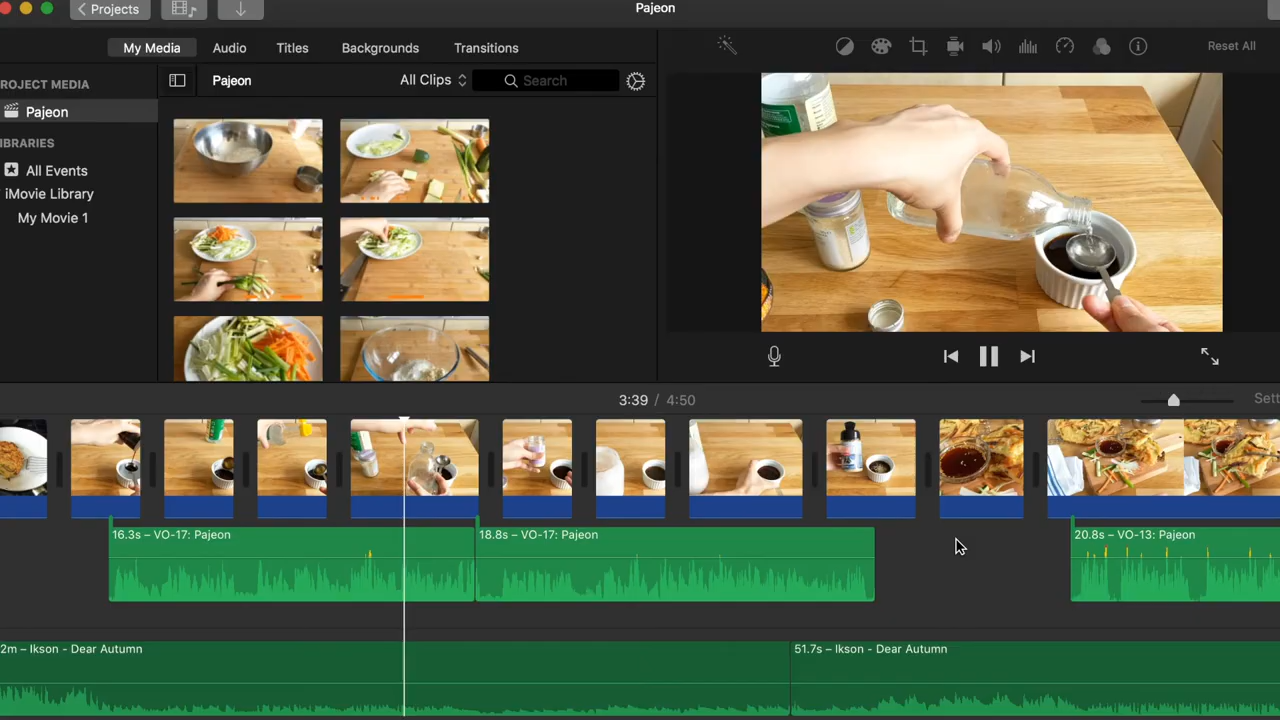 Projects
Pajeon
My Media Audio Titles Backgrounds Transitions
Reset All
ROJECT MEDIA
Pajeon
IBRARIES
All Events
iMovie Library
My Movie 1
Pajeon All Clips Search
3:39 / 4:50
Sett
16.3s – VO-17: Pajeon
18.8s – VO-17: Pajeon
20.8s – VO-13: Pajeon
2m – Ikson - Dear Autumn
51.7s – Ikson - Dear Autumn